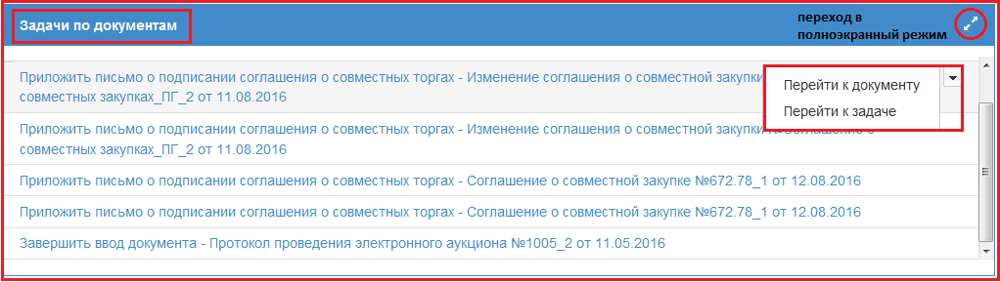 Задачи по документам
переход в
полноэкранный режим
Приложить письмо о подписании соглашения о совместных торгах - Изменение соглашения о совместной закупки
совместных закупках_ПГ_2 от 11.08.2016
Перейти к документу
Перейти к задаче
Приложить письмо о подписании соглашения о совместных торгах - Изменение соглашения о совместной закупки
совместных закупках_ПГ_2 от 11.08.2016
Приложить письмо о подписании соглашения о совместных торгах - Соглашение о совместной закупке №672.78_1 от 12.08.2016
Приложить письмо о подписании соглашения о совместных торгах - Соглашение о совместной закупке №672.78_1 от 12.08.2016
Завершить ввод документа - Протокол проведения электронного аукциона №1005_2 от 11.05.2016